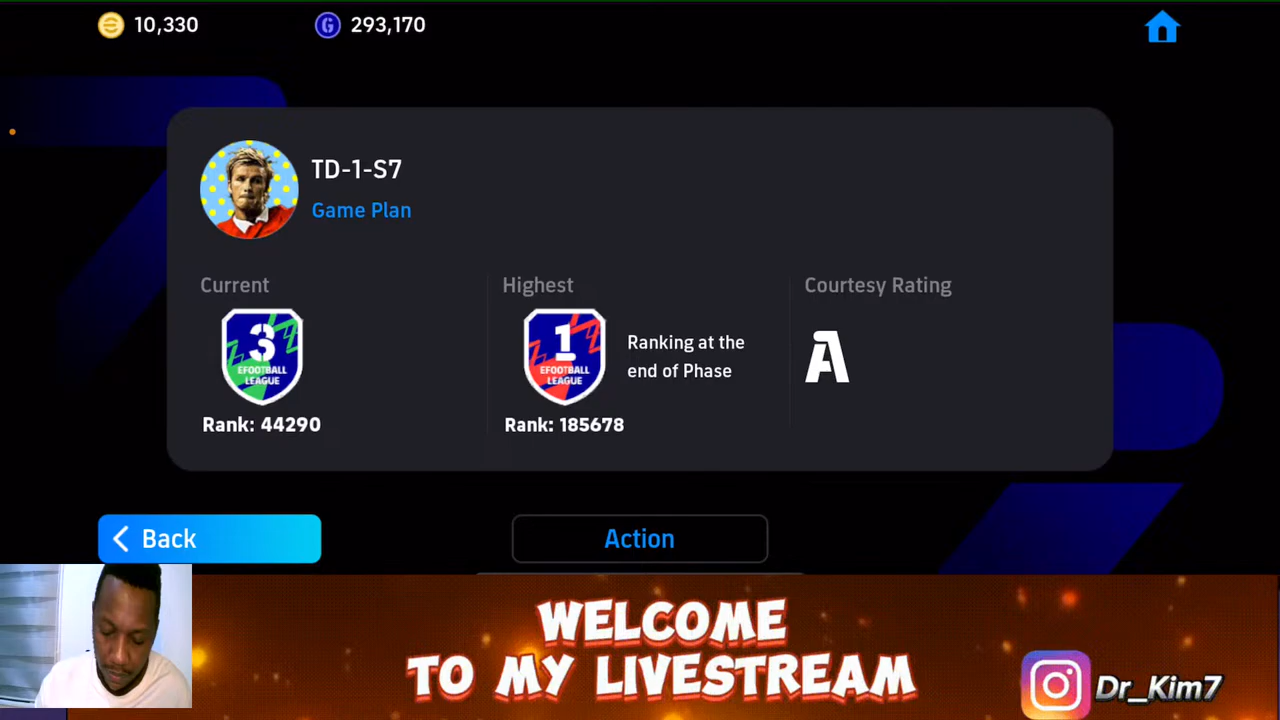 10,330
G 293,170
TD-1-S7
Game Plan
Current
Highest
Courtesy Rating
3
EFOOTBALL
LEAGUE
Rank: 44290
1
EFOOTBALL
LEAGUE
Rank: 185678
Ranking at the
end of Phase
A
Back
Action
WELCOME
TO MY LIVESTREAM
Dr_Kim7